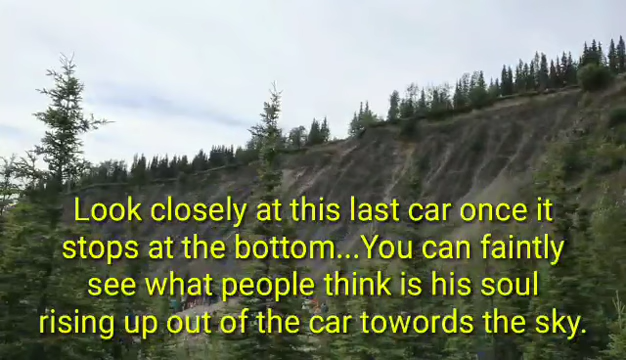 Look closely at this last car once it
stops at the bottom...You can faintly
see what people think is his soul
rising up out of the car towords the sky.